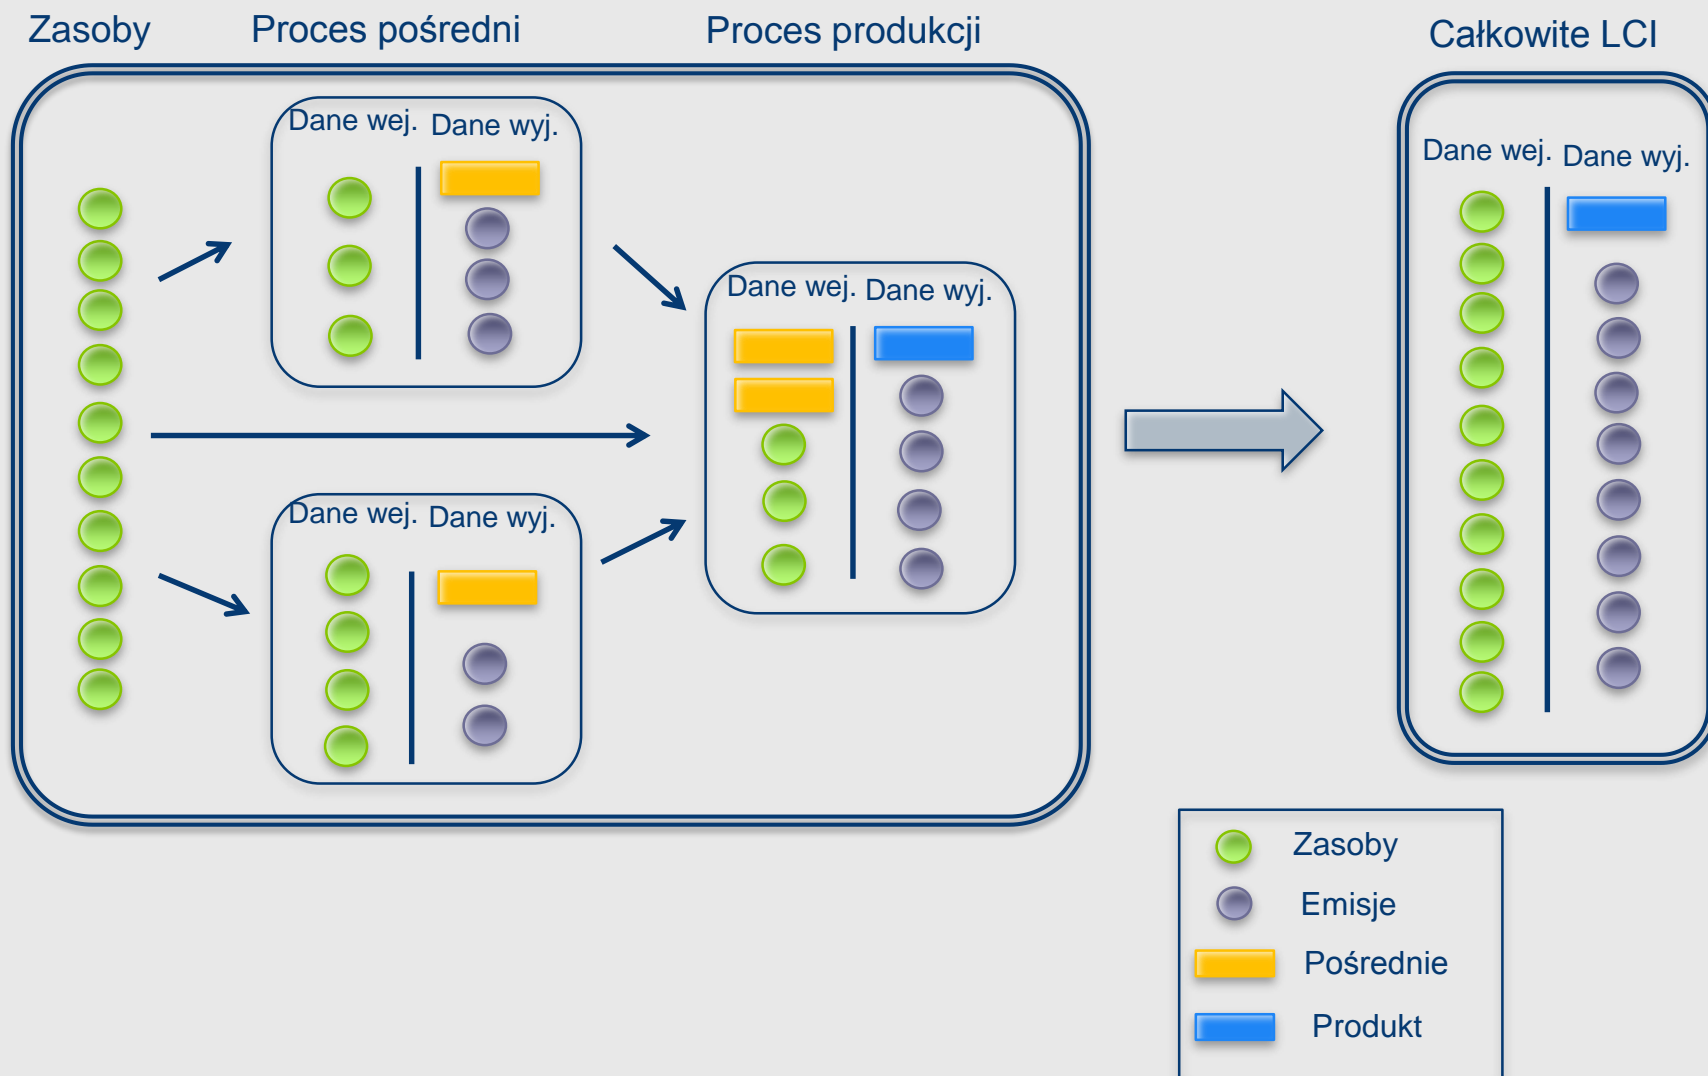 Zasoby
Proces pośredni
Proces produkcji
Całkowite LCI
Dane wej. Dane wyj.
Dane wej. Dane wyj.
Dane wej. Dane wyj.
Dane wej. Dane wyj.
Zasoby
Emisje
Pośrednie
Produkt